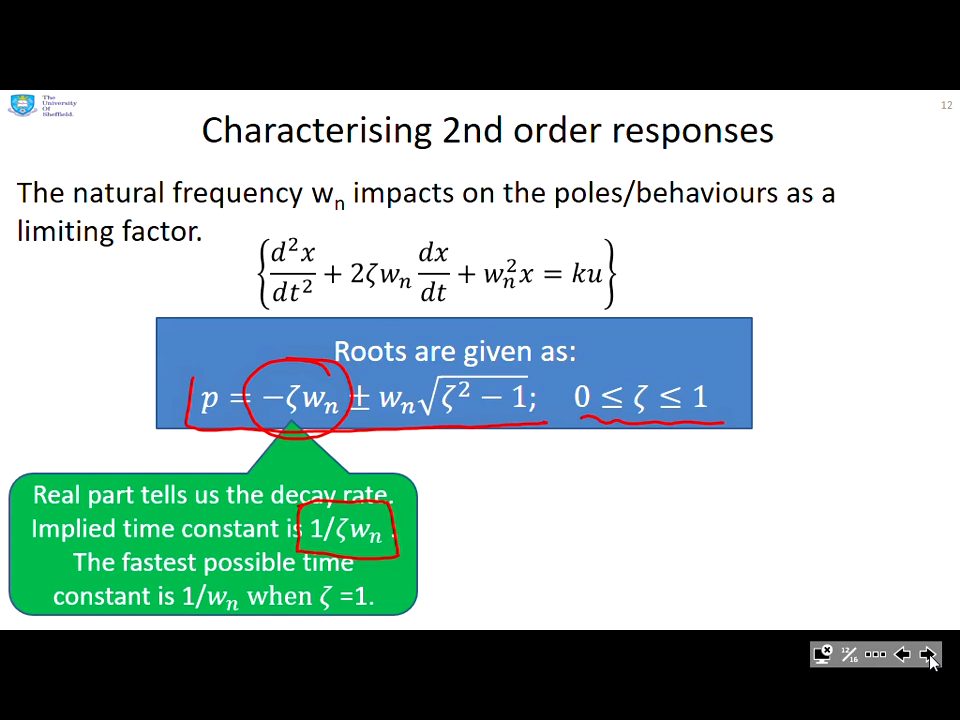 The
University
Of
Sheffield.
12
Characterising 2nd order responses
The natural frequency wₙ impacts on the poles/behaviours as a
limiting factor.
{d²x/dt² + 2ζwₙ dx/dt + wₙ²x = ku}
Roots are given as:
p = −ζwₙ ± wₙ√(ζ² − 1); 0 ≤ ζ ≤ 1
Real part tells us the decay rate.
Implied time constant is 1/ζwₙ .
The fastest possible time
constant is 1/wₙ when ζ =1.
12/16